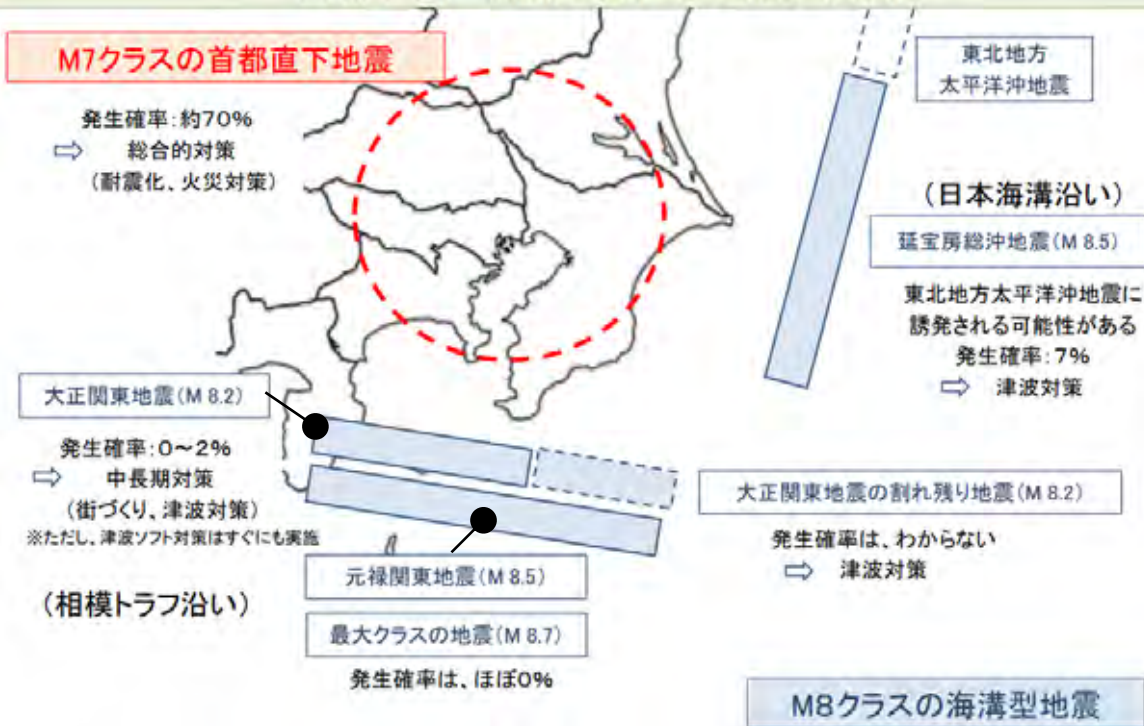 M7クラスの首都直下地震
発生確率:約70%
⇨ 総合的対策
(耐震化、火災対策)
東北地方
太平洋沖地震
(日本海溝沿い)
延宝房総沖地震(M 8.5)
東北地方太平洋沖地震に
誘発される可能性がある
発生確率:7%
⇨ 津波対策
大正関東地震(M 8.2)
発生確率:0~2%
⇨ 中長期対策
(街づくり、津波対策)
※ただし、津波ソフト対策はすぐにも実施
(相模トラフ沿い)
元禄関東地震(M 8.5)
最大クラスの地震(M 8.7)
発生確率は、ほぼ0%
大正関東地震の割れ残り地震(M 8.2)
発生確率は、わからない
⇨ 津波対策
M8クラスの海溝型地震